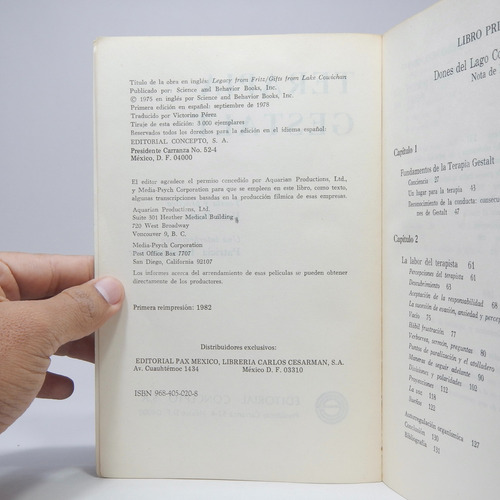 Título de la obra en inglés: Legacy from Fritz/Gifts from Lake Cowichan
Publicado por: Science and Behavior Books, Inc.
© 1975 en inglés por Science and Behavior Books, Inc.
Primera edición en español: septiembre de 1978
Traducido por Victorino Pérez
Tiraje de esta edición: 3 000 ejemplares
Reservados todos los derechos para la edición en el idioma español:
EDITORIAL CONCEPTO, S. A.
Presidente Carranza No. 52-4
México, D. F. 04000
El editor agradece el permiso concedido por Aquarian Productions, Ltd.,
y Media-Psych Corporation para que se empleen en este libro, como texto,
algunas transcripciones basadas en la producción fílmica de esas empresas.
Aquarian Productions, Ltd.
Suite 101 Heather Medical Building
720 West Broadway
Vancouver 9, B. C.
Media-Psych Corporation
Post Office Box 7707
San Diego, California 92107
Los informes acerca del arrendamiento de esas películas se pueden obtener
directamente de los productores.
Primera reimpresión: 1982
Distribuidores exclusivos:
EDITORIAL PAX MEXICO, LIBRERIA CARLOS CESARMAN, S.A.
Av. Cuauhtémoc 1434 México D. F. 03310
ISBN 968-405-020-8
LIBRO PRI
Dones del Lago Co
Nota de
Capítulo 1
Fundamentos de la Terapia Gestalt
Conciencia 27
Un lugar para la terapia 43
Desconocimiento de la conducta: consecu
nes de Gestalt 47
Capítulo 2
La labor del terapista 61
Percepciones del terapista 61
Descubrimiento 61
Aceptación de la responsabilidad 68
La sucesión de evasión, ansiedad y percep
Vacío 75
Hábil frustración 77
Verborrea, sermón, preguntas 80
Puntos de paralización o el atolladero
Maneras de seguir adelante 90
Divisiones y polaridades 102
Proyecciones 112
La voz 118
Sueños 122
Autorregulación organísmica 127
Conclusión 130
Bibliografía 131